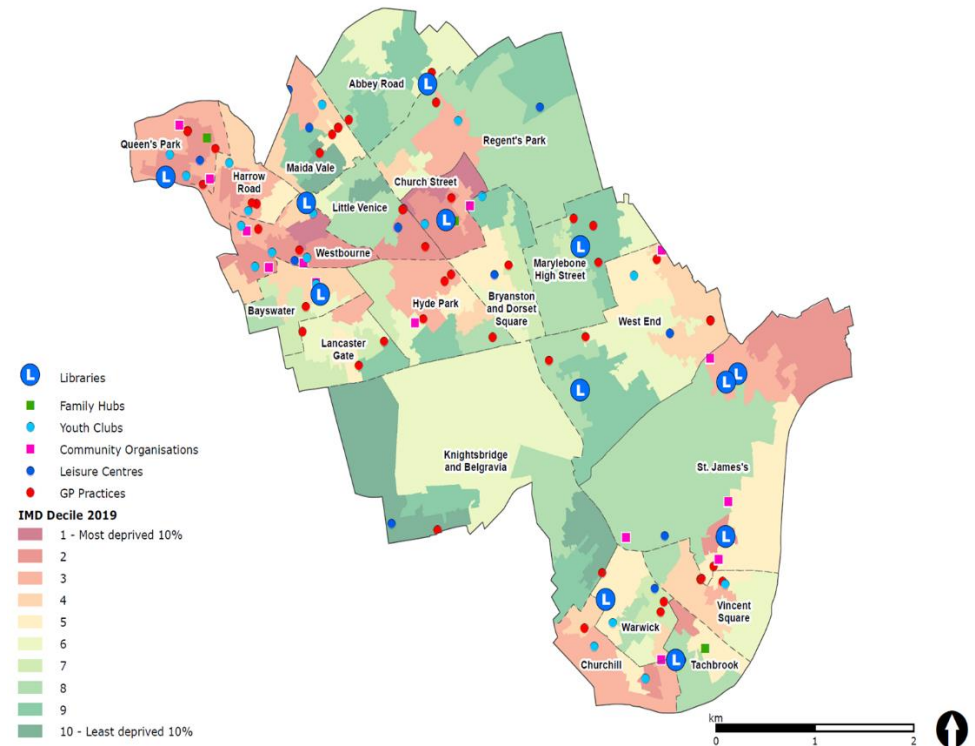 Abbey Road
Regent's Park
Queen's Park
Maida Vale
Harrow
Road
Church Street
Little Venice
Westbourne
Marylebone
High Street
Hyde Park
Bryanston
and Dorset
Square
Bayswater
West End
Lancaster
Gate
Knightsbridge
and Belgravia
St. James's
Vincent
Square
Warwick
Churchill
Tachbrook
L
L
L
L
L
L
L
L
L
L
L
L
L Libraries
Family Hubs
Youth Clubs
Community Organisations
Leisure Centres
GP Practices
IMD Decile 2019
1 - Most deprived 10%
2
3
4
5
6
7
8
9
10 - Least deprived 10%
km
0 1 2